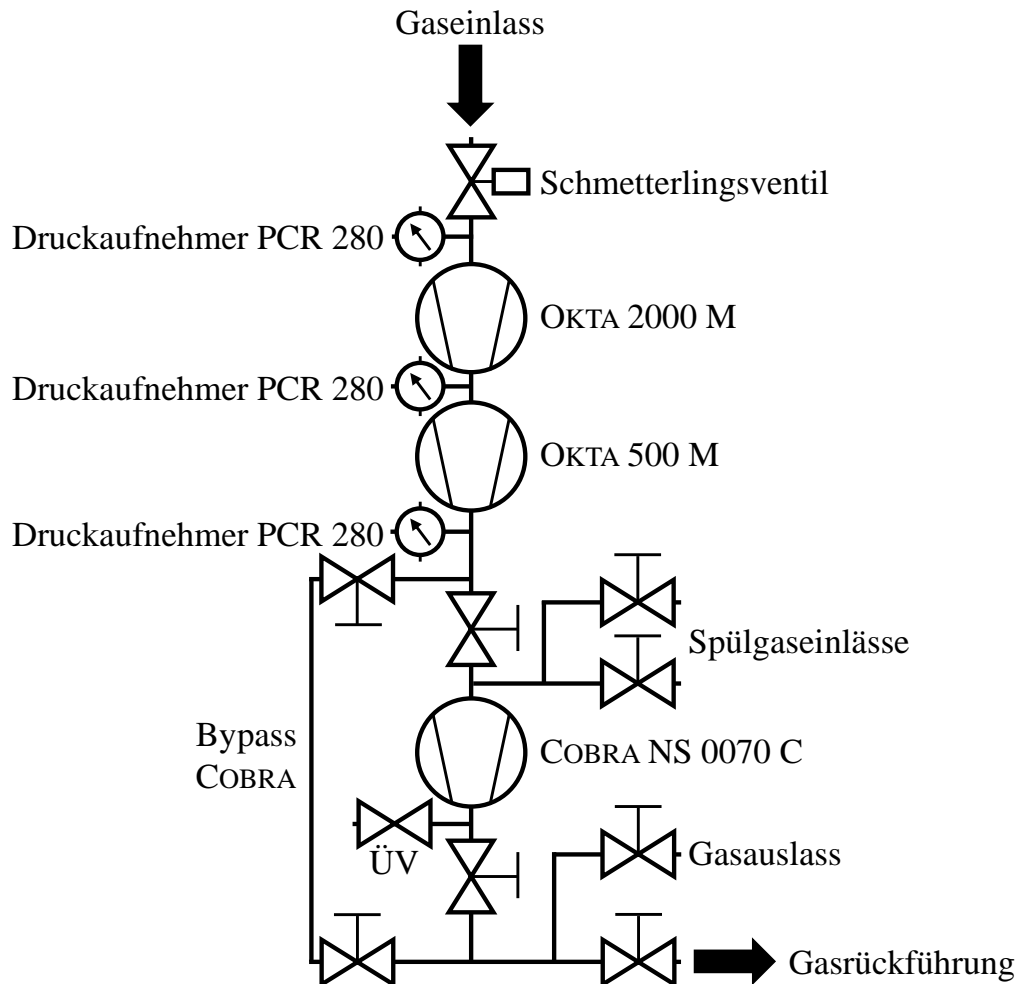 Gaseinlass
Schmetterlingsventil
Druckaufnehmer PCR 280
OKTA 2000 M
Druckaufnehmer PCR 280
OKTA 500 M
Druckaufnehmer PCR 280
Spülgaseinlässe
Bypass
COBRA
COBRA NS 0070 C
ÜV
Gasauslass
Gasrückführung